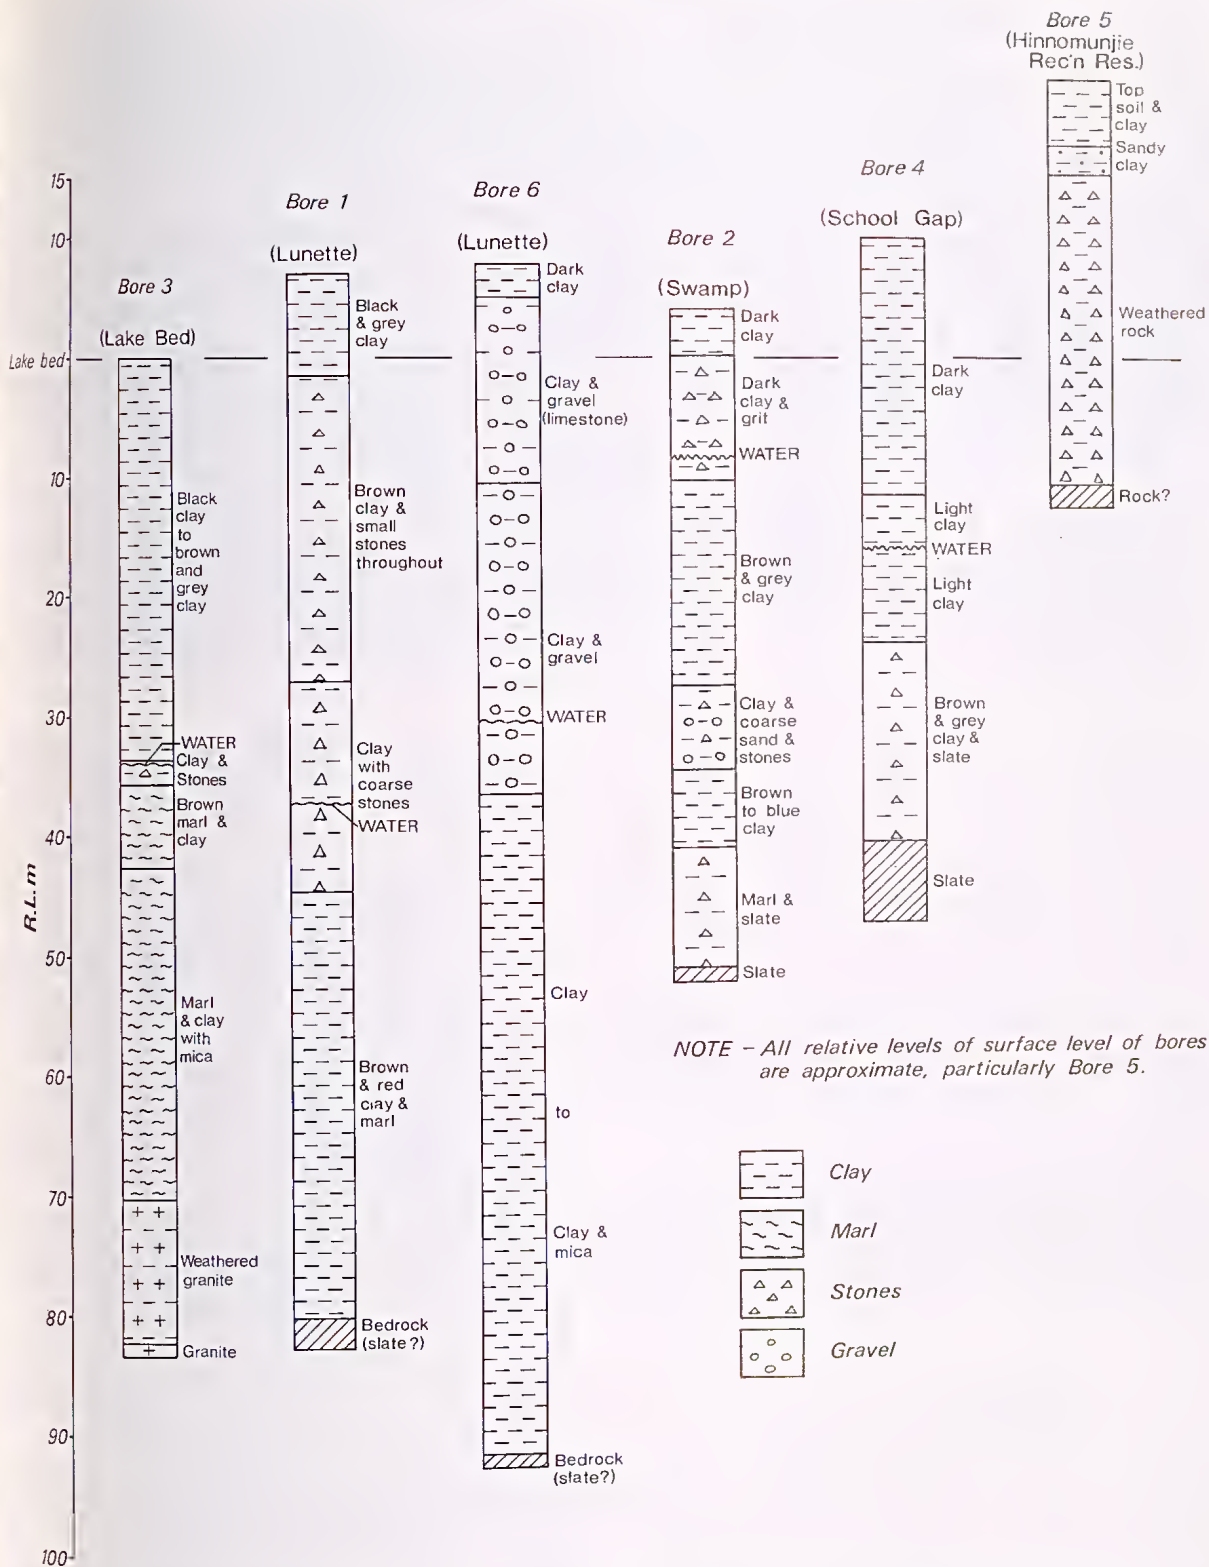 Bore 5
(Hinnomunjie
Rec'n Res.)
Top
soil &
clay
Sandy
clay
Weathered
rock
Rock?
Bore 4
(School Gap)
Dark
clay
Light
clay
WATER
Light
clay
Brown
& grey
clay &
slate
Slate
Bore 2
(Swamp)
Dark
clay
Dark
clay &
grit
WATER
Brown
& grey
clay
Clay &
coarse
sand &
stones
Brown
to blue
clay
Marl &
slate
Slate
Bore 6
(Lunette)
Dark
clay
Clay &
gravel
(limestone)
Clay &
gravel
WATER
Clay
to
Clay &
mica
Bedrock
(slate?)
Bore 1
(Lunette)
Black
& grey
clay
Brown
clay &
small
stones
throughout
Clay
with
coarse
stones
WATER
Brown
& red
clay &
marl
Bedrock
(slate?)
Bore 3
(Lake Bed)
Black
clay
to
brown
and
grey
clay
WATER
Clay &
Stones
Brown
marl &
clay
Marl
& clay
with
mica
Weathered
granite
Granite
15
10
Lake bed
10
20
30
40
R.L. m
50
60
70
80
90
100
NOTE – All relative levels of surface level of bores
are approximate, particularly Bore 5.
Clay
Marl
Stones
Gravel